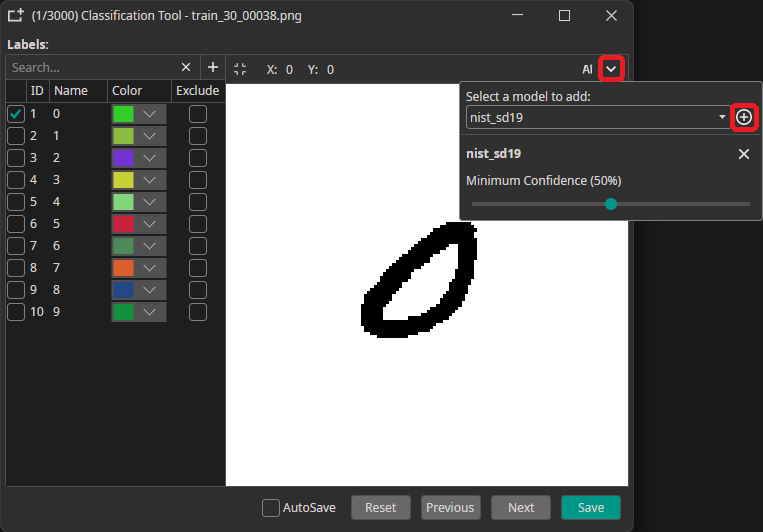 (1/3000) Classification Tool - train_30_00038.png
Labels:
Search...
X: 0 Y: 0
AI
ID Name Color Exclude
1 0
2 1
3 2
4 3
5 4
6 5
7 6
8 7
9 8
10 9
Select a model to add:
nist_sd19
nist_sd19
Minimum Confidence (50%)
0
AutoSave Reset Previous Next Save